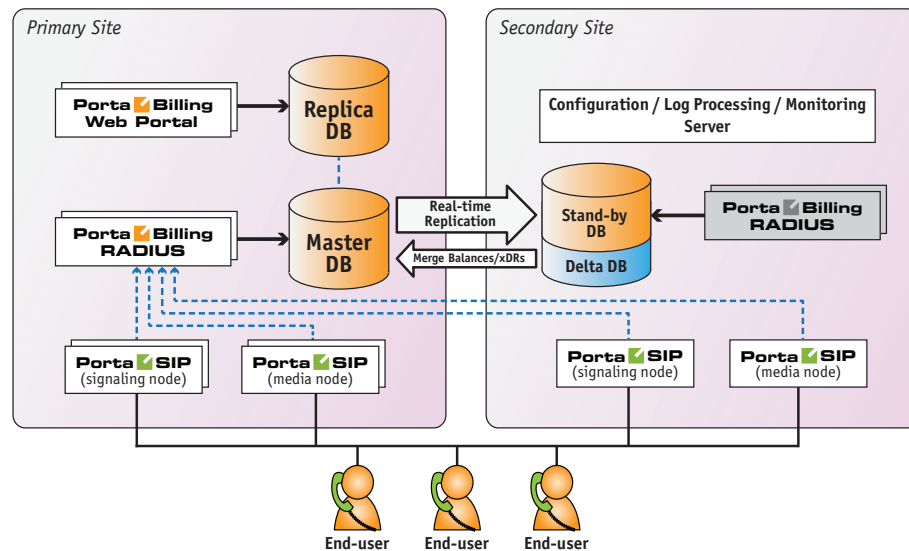 Primary Site
Secondary Site
Porta Billing
Web Portal
Replica
DB
Configuration / Log Processing / Monitoring
Server
Porta Billing
RADIUS
Master
DB
Real-time
Replication
Merge Balances/xDRs
Stand-by
DB
Delta DB
Porta Billing
RADIUS
Porta SIP
(signaling node)
Porta SIP
(media node)
Porta SIP
(signaling node)
Porta SIP
(media node)
End-user
End-user
End-user